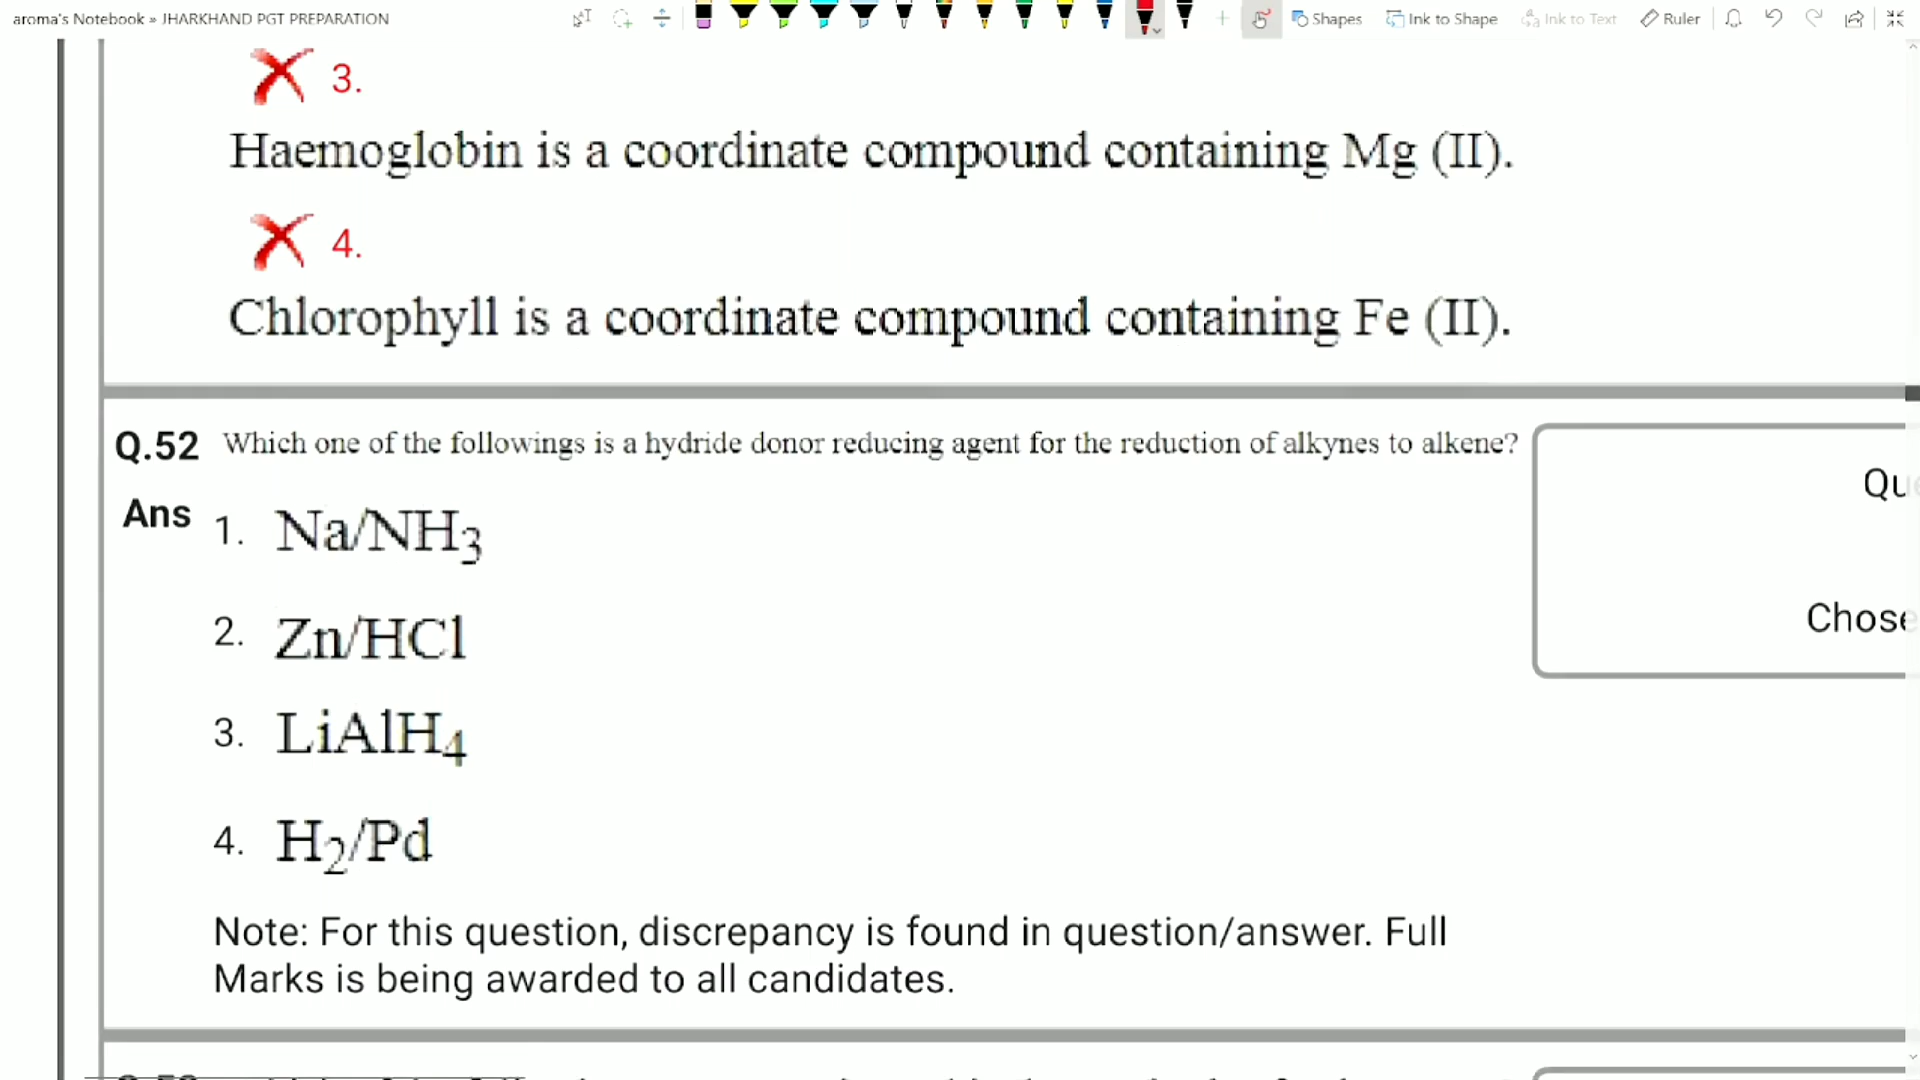 aroma's Notebook » JHARKHAND PGT PREPARATION
Shapes
Ink to Shape
Ink to Text
Ruler
3.
Haemoglobin is a coordinate compound containing Mg (II).
4.
Chlorophyll is a coordinate compound containing Fe (II).
Q.52 Which one of the followings is a hydride donor reducing agent for the reduction of alkynes to alkene?
Ans
1. Na/NH₃
2. Zn/HCl
3. LiAlH₄
4. H₂/Pd
Note: For this question, discrepancy is found in question/answer. Full
Marks is being awarded to all candidates.